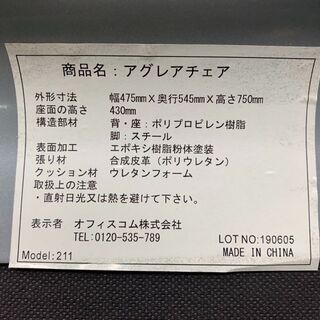 商品名：アグレアチェア
外形寸法 幅475mm×奥行545mm×高さ750mm
座面の高さ 430mm
構造部材 背・座：ポリプロピレン樹脂
脚：スチール
表面加工 エポキシ樹脂粉体塗装
張り材 合成皮革（ポリウレタン）
クッション材 ウレタンフォーム
取扱上の注意
・直射日光又は熱を避けて下さい。
表示者 オフィスコム株式会社
TEL:0120-535-789 LOT NO:190605
Model:211 MADE IN CHINA